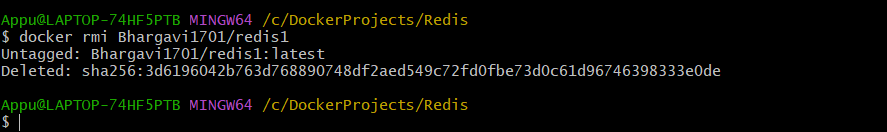 Appu@LAPTOP-74HF5PTB MINGW64 /c/DockerProjects/Redis
$ docker rmi Bhargavi1701/redis1
Untagged: Bhargavi1701/redis1:latest
Deleted: sha256:3d6196042b763d768890748df2aed549c72fd0fbe73d0c61d96746398333e0de
Appu@LAPTOP-74HF5PTB MINGW64 /c/DockerProjects/Redis
$